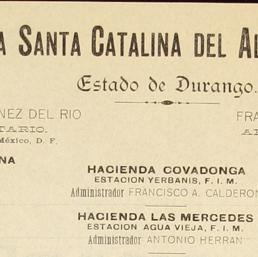 A SANTA CATALINA DEL AL
Estado de Durango.
NEZ DEL RIO
FRA
TARIO.
México, D. F.
NA
HACIENDA COVADONGA
ESTACION YERBANIS, F. I. M.
Administrador FRANCISCO A. CALDERON
HACIENDA LAS MERCEDES
ESTACION AGUA VIEJA, F. I. M.
Administrador ANTONIO HERRAN